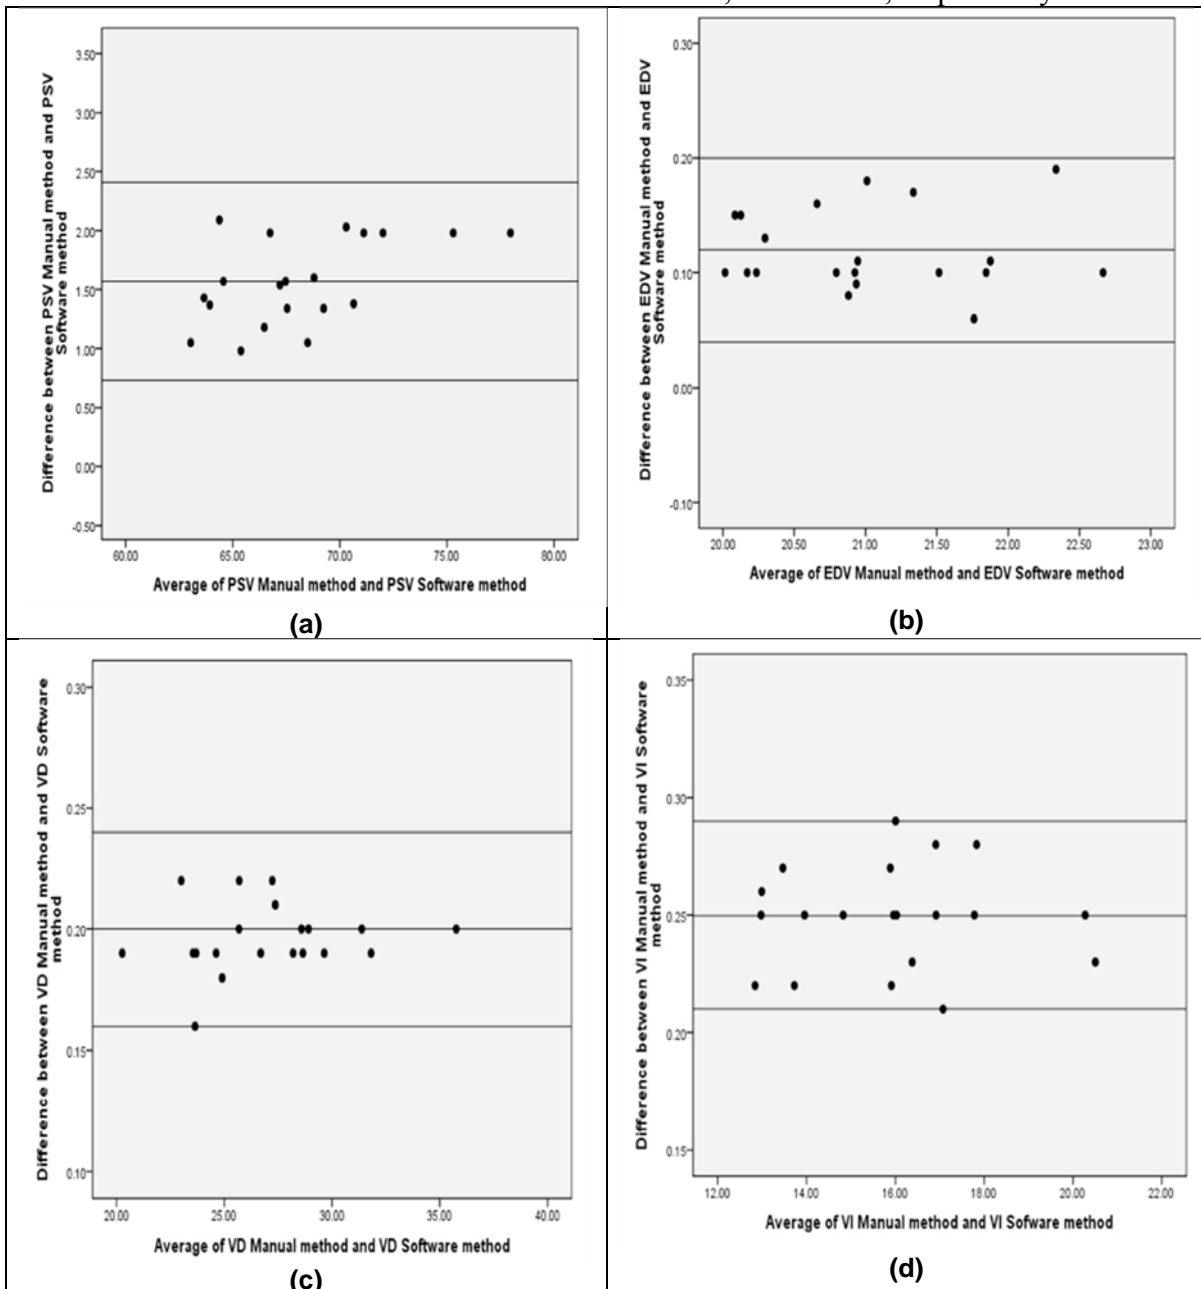 3.50
3.00
2.50
2.00
1.50
1.00
0.50
0.00
-0.50
Difference between PSV Manual method and PSV
Software method
60.00 65.00 70.00 75.00 80.00
Average of PSV Manual method and PSV Software method
(a)
0.30
0.20
0.10
0.00
-0.10
Difference between EDV Manual method and EDV
Software method
20.00 20.50 21.00 21.50 22.00 22.50 23.00
Average of EDV Manual method and EDV Software method
(b)
0.30
0.25
0.20
0.15
0.10
Difference between VD Manual method and VD Software
method
20.00 25.00 30.00 35.00 40.00
Average of VD Manual method and VD Software method
(c)
0.35
0.30
0.25
0.20
0.15
Difference between VI Manual method and VI Software
method
12.00 14.00 16.00 18.00 20.00 22.00
Average of VI Manual method and VI Sofware method
(d)